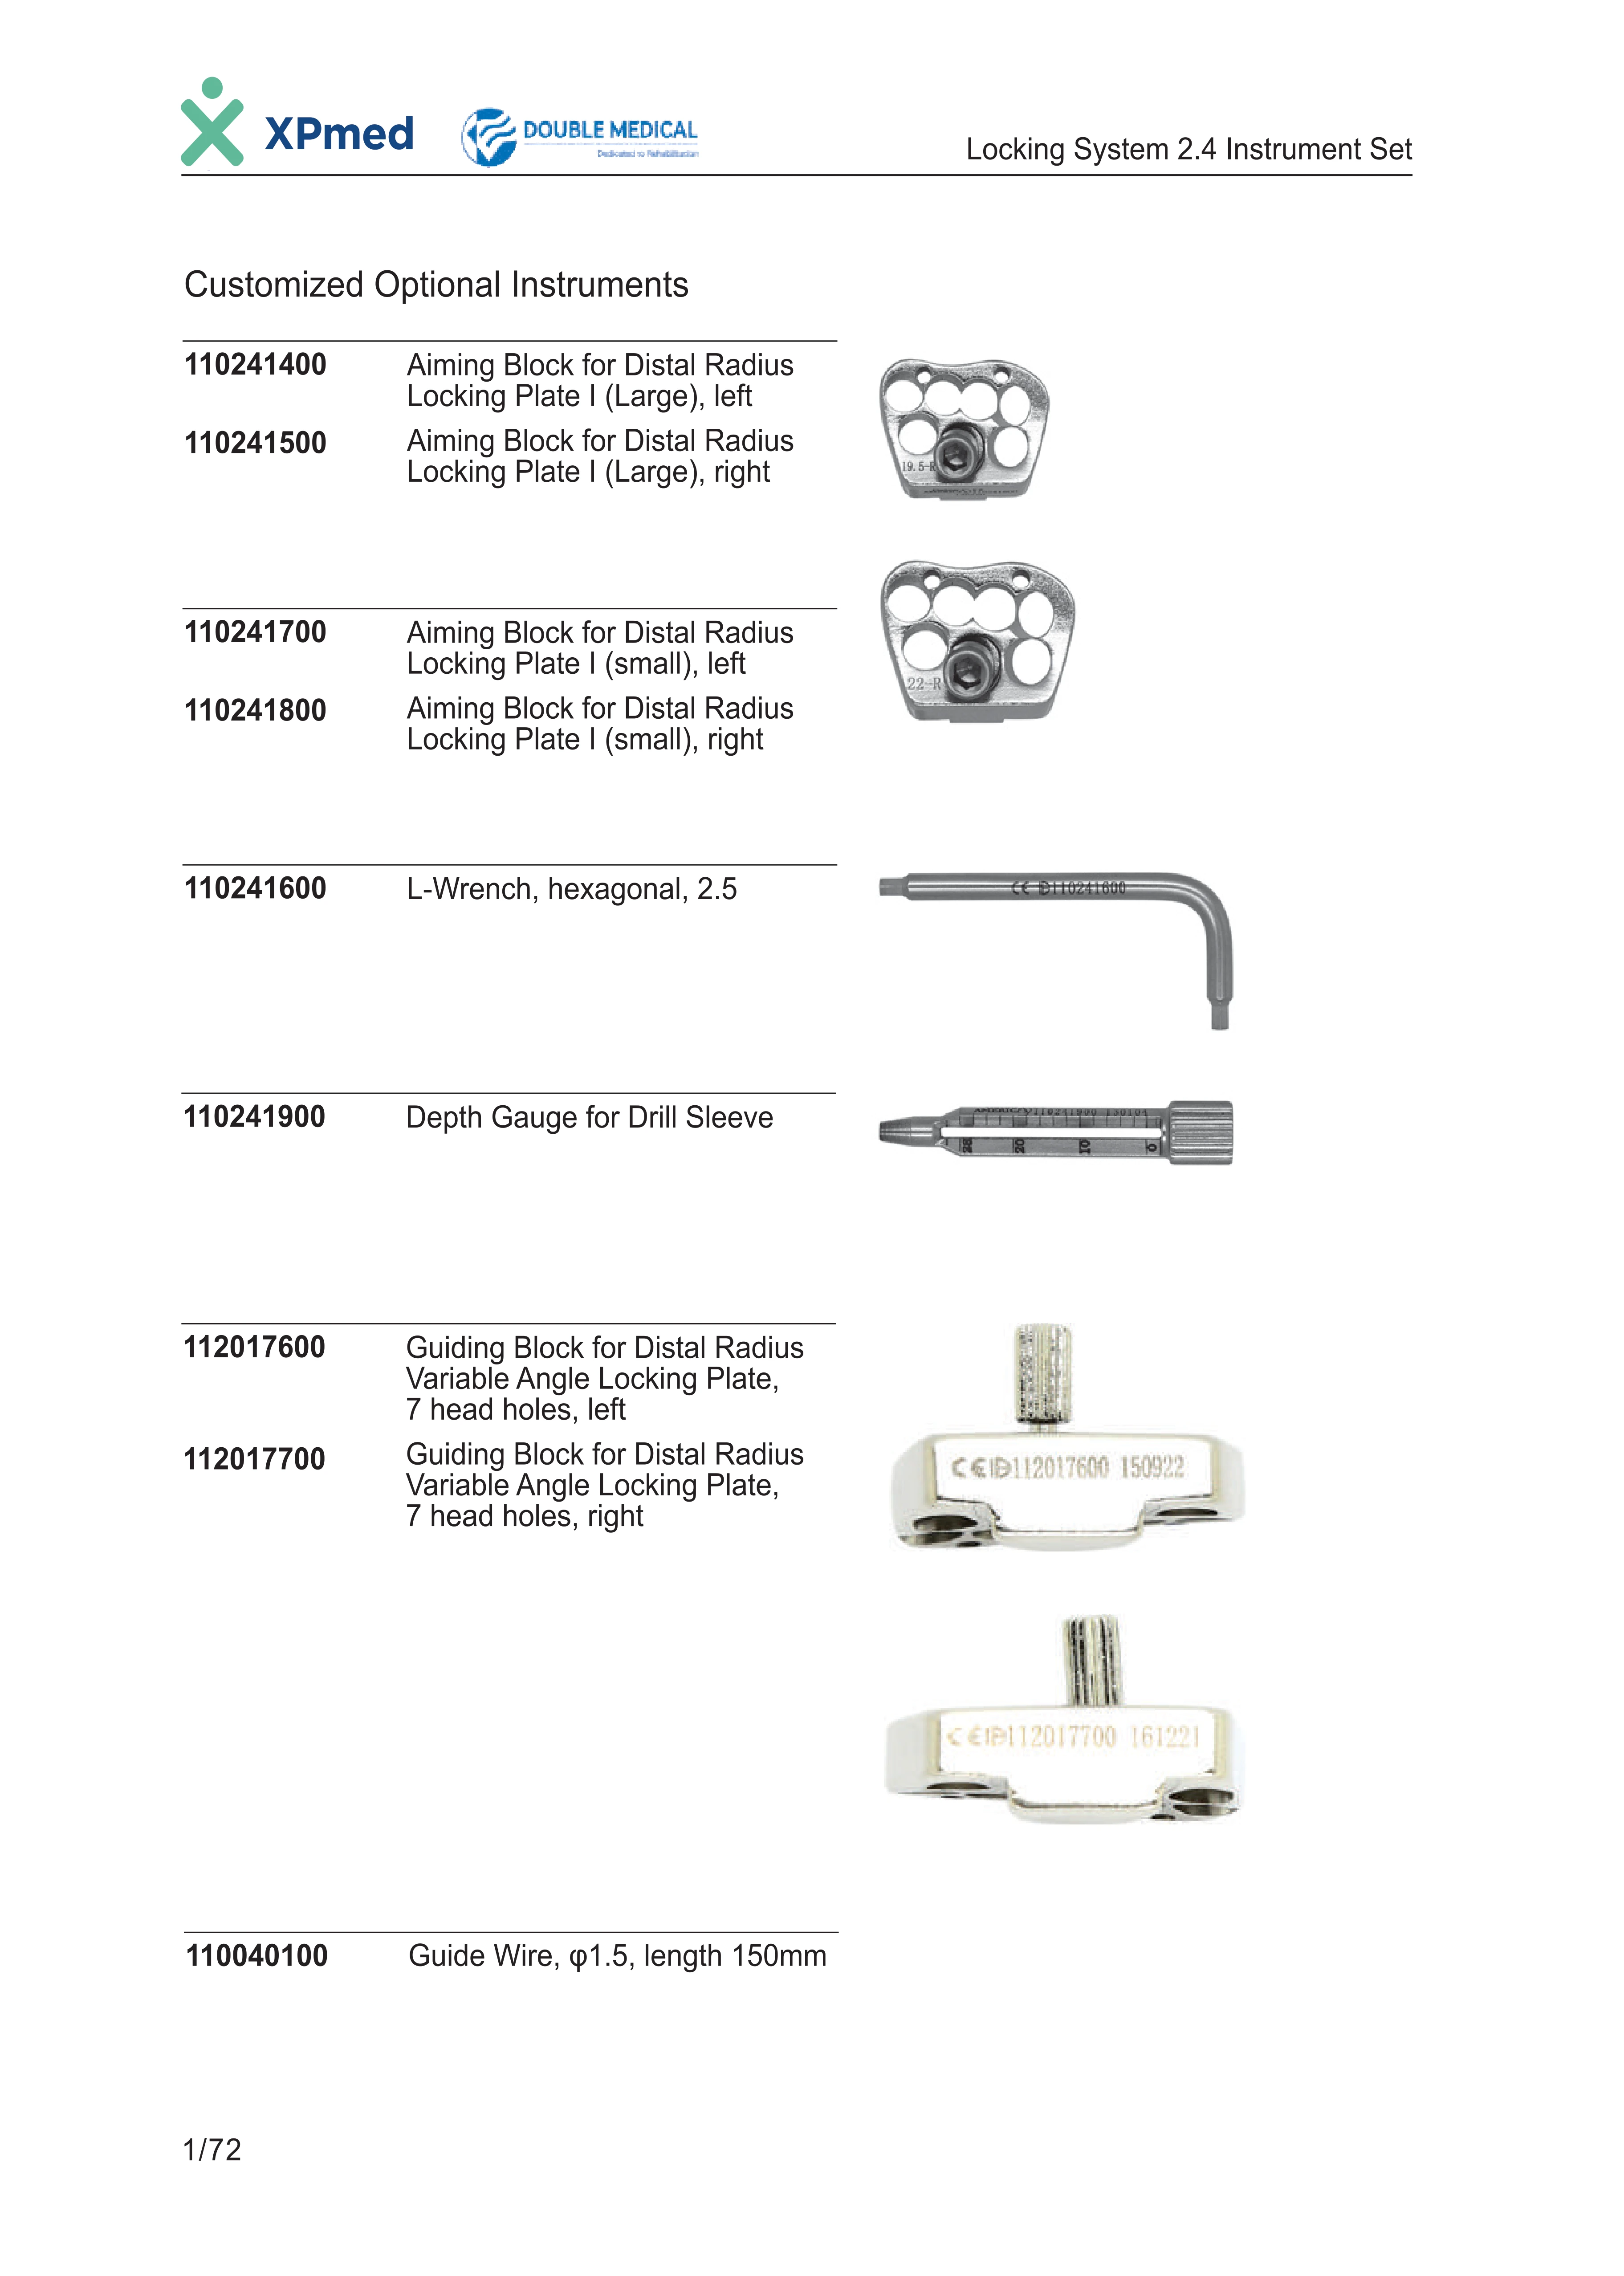 XPmed
DOUBLE MEDICAL
Dedicated to Rehabilitation
Locking System 2.4 Instrument Set
Customized Optional Instruments
110241400 Aiming Block for Distal Radius
Locking Plate I (Large), left
110241500 Aiming Block for Distal Radius
Locking Plate I (Large), right
19.5-R
110241700 Aiming Block for Distal Radius
Locking Plate I (small), left
110241800 Aiming Block for Distal Radius
Locking Plate I (small), right
22-R
110241600 L-Wrench, hexagonal, 2.5
CE 110241600
110241900 Depth Gauge for Drill Sleeve
110241900 130104
28 20 10 0
112017600 Guiding Block for Distal Radius
Variable Angle Locking Plate,
7 head holes, left
112017700 Guiding Block for Distal Radius
Variable Angle Locking Plate,
7 head holes, right
CE 112017600 150922
CE 112017700 161221
110040100 Guide Wire, φ1.5, length 150mm
1/72